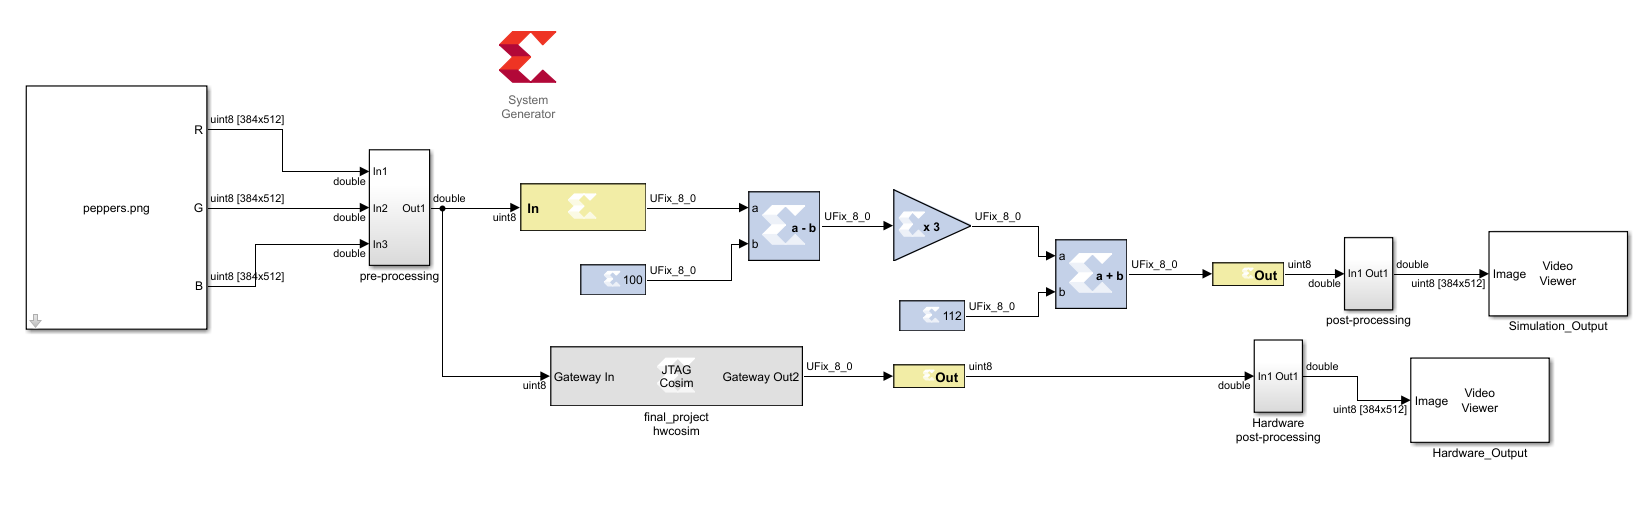 System
Generator
peppers.png
R
uint8 [384x512]
G
uint8 [384x512]
B
uint8 [384x512]
double
In1
double
In2
Out1
double
In3
pre-processing
double
uint8
In
UFix_8_0
100
UFix_8_0
a
b
a - b
UFix_8_0
x 3
UFix_8_0
112
UFix_8_0
a
b
a + b
UFix_8_0
Out
uint8
double
In1 Out1
post-processing
double
uint8 [384x512]
Image
Video
Viewer
Simulation_Output
uint8
Gateway In
JTAG
Cosim
Gateway Out2
final_project
hwcosim
UFix_8_0
Out
uint8
double
In1 Out1
Hardware
post-processing
double
uint8 [384x512]
Image
Video
Viewer
Hardware_Output